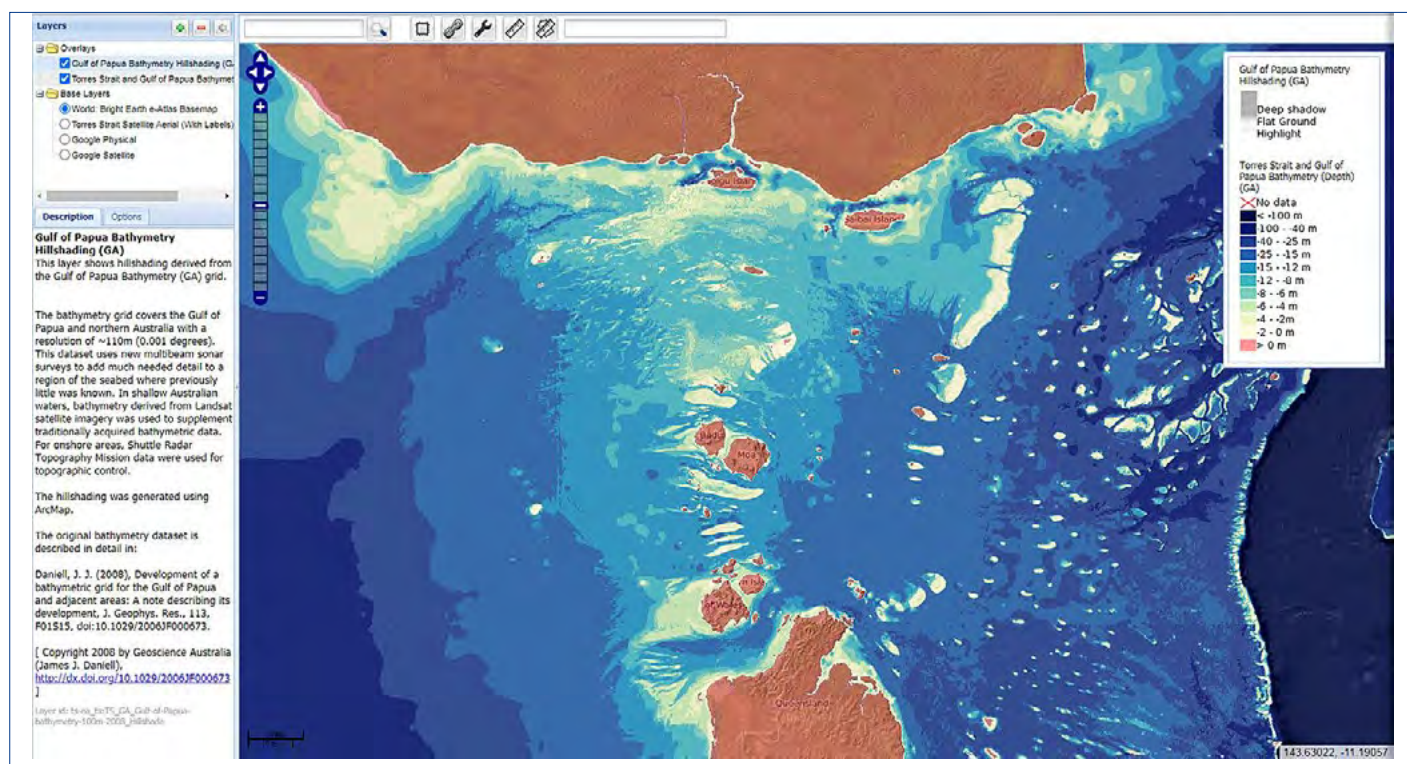 Layers
Overlays
Gulf of Papua Bathymetry Hillshading (G
Torres Strait and Gulf of Papua Bathymet
Base Layers
World: Bright Earth e-Atlas Basemap
Torres Strait Satellite Aerial (With Labels)
Google Physical
Google Satellite
Description Options
Gulf of Papua Bathymetry
Hillshading (GA)
This layer shows hillshading derived from
the Gulf of Papua Bathymetry (GA) grid.
The bathymetry grid covers the Gulf of
Papua and northern Australia with a
resolution of ~110m (0.001 degrees).
This dataset uses new multibeam sonar
surveys to add much needed detail to a
region of the seabed where previously
little was known. In shallow Australian
waters, bathymetry derived from Landsat
satellite imagery was used to supplement
traditionally acquired bathymetric data.
For onshore areas, Shuttle Radar
Topography Mission data were used for
topographic control.
The hillshading was generated using
ArcMap.
The original bathymetry dataset is
described in detail in:
Daniell, J. J. (2008), Development of a
bathymetric grid for the Gulf of Papua
and adjacent areas: A note describing its
development, J. Geophys. Res., 113,
F01S15, doi:10.1029/2006JF000673.
[ Copyright 2008 by Geoscience Australia
(James J. Daniell),
http://dx.doi.org/10.1029/2006JF000673
]
Saibai Island
Badu
Moa
Queensland
Gulf of Papua Bathymetry
Hillshading (GA)
Deep shadow
Flat Ground
Highlight
Torres Strait and Gulf of
Papua Bathymetry (Depth)
(GA)
No data
< -100 m
-100 - -40 m
-40 - -25 m
-25 - -15 m
-15 - -12 m
-12 - -8 m
-8 - -6 m
-6 - -4 m
-4 - -2m
-2 - 0 m
> 0 m
143.63022, -11.19057